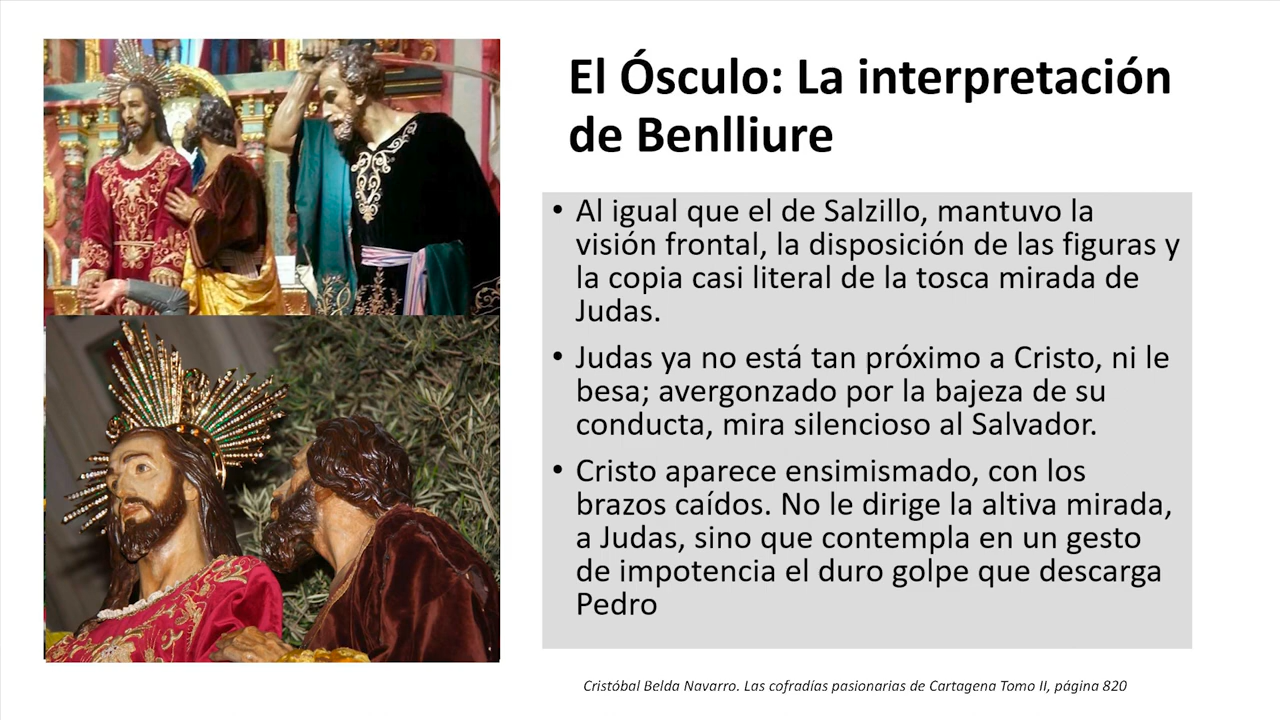 El Ósculo: La interpretación
de Benlliure
• Al igual que el de Salzillo, mantuvo la
visión frontal, la disposición de las figuras y
la copia casi literal de la tosca mirada de
Judas.
• Judas ya no está tan próximo a Cristo, ni le
besa; avergonzado por la bajeza de su
conducta, mira silencioso al Salvador.
• Cristo aparece ensimismado, con los
brazos caídos. No le dirige la altiva mirada,
a Judas, sino que contempla en un gesto
de impotencia el duro golpe que descarga
Pedro
Cristóbal Belda Navarro. Las cofradías pasionarias de Cartagena Tomo II, página 820